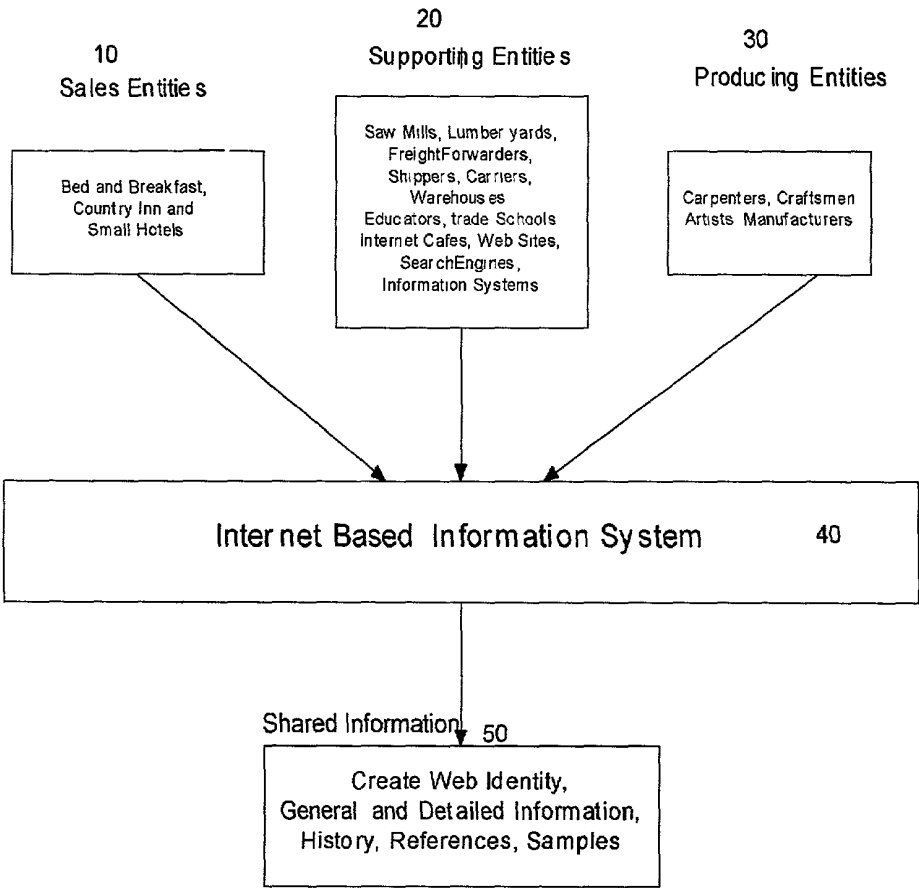 10
Sales Entities
20
Supporting Entities
30
Producing Entities
Bed and Breakfast,
Country Inn and
Small Hotels
Saw Mills, Lumber yards,
FreightForwarders,
Shippers, Carriers,
Warehouses
Educators, trade Schools
Internet Cafes, Web Sites,
SearchEngines,
Information Systems
Carpenters, Craftsmen
Artists Manufacturers
Internet Based Information System 40
Shared Information 50
Create Web Identity,
General and Detailed Information,
History, References, Samples